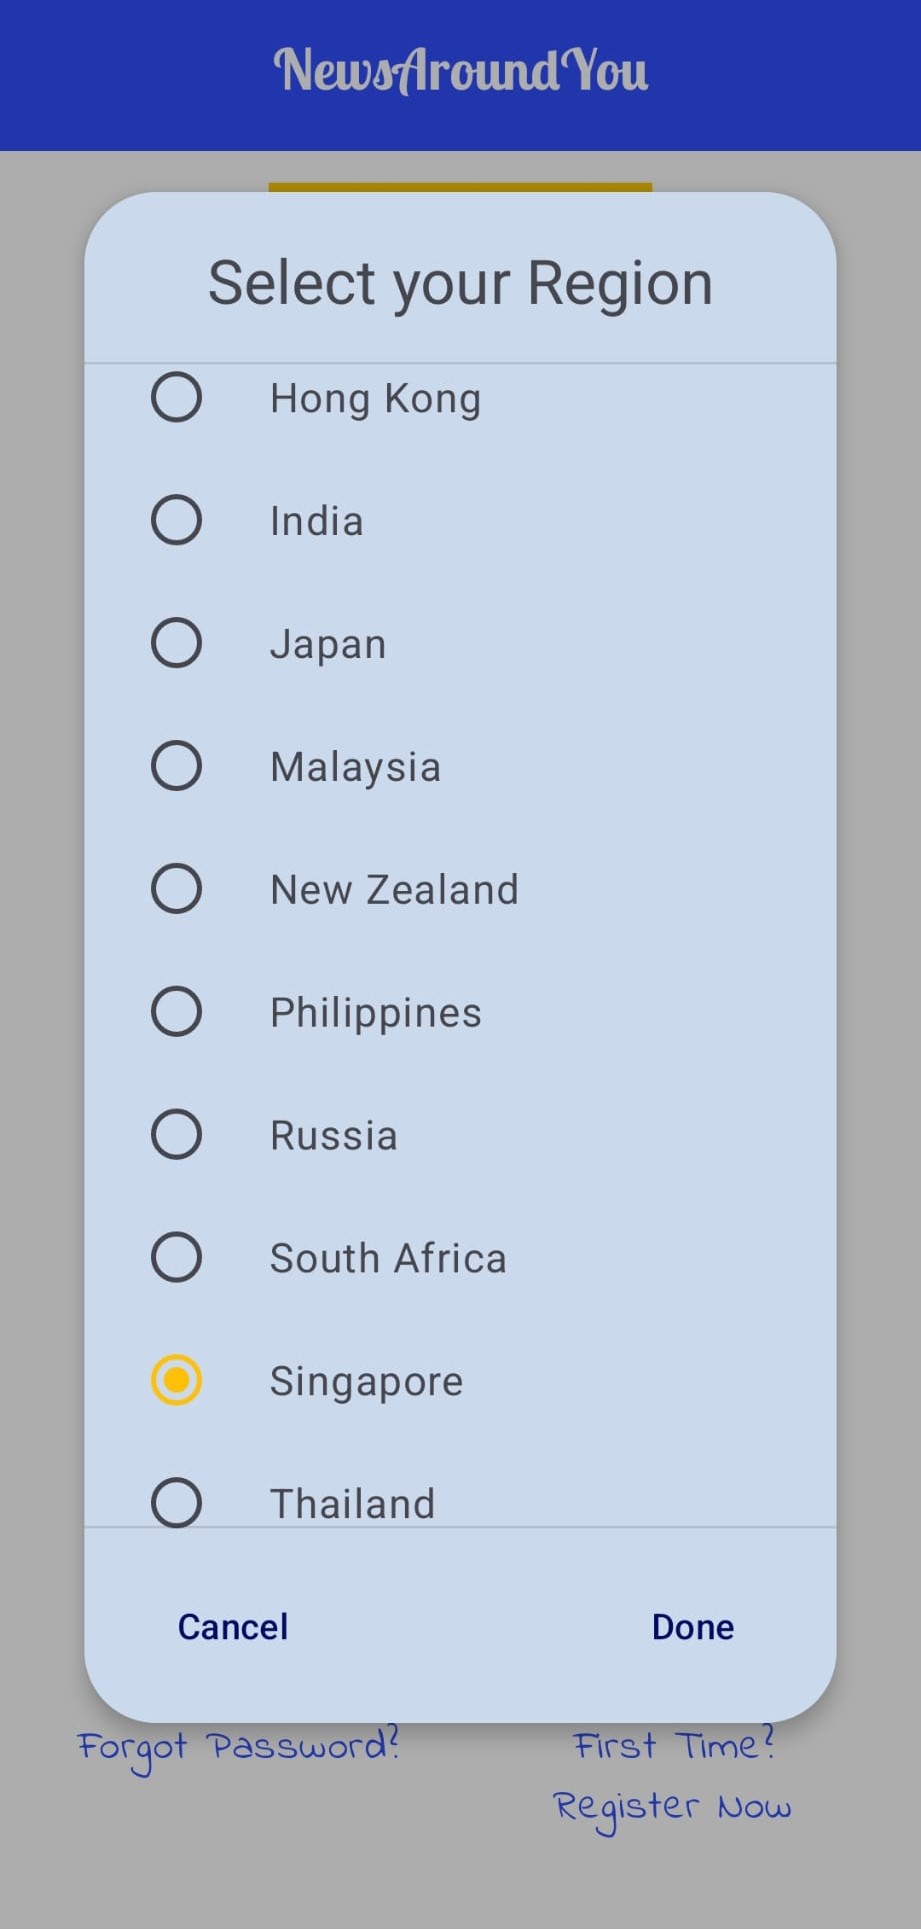 NewsAroundYou
Select your Region
Hong Kong
India
Japan
Malaysia
New Zealand
Philippines
Russia
South Africa
Singapore
Thailand
Cancel Done
Forgot Password? First Time?
Register Now